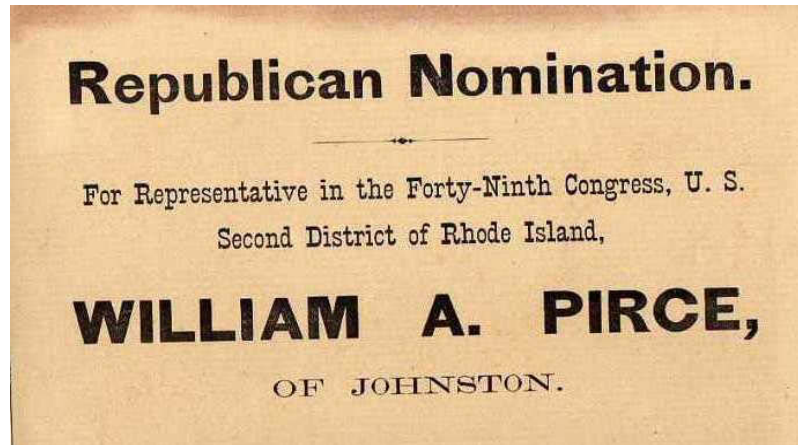 Republican Nomination.
For Representative in the Forty-Ninth Congress, U. S.
Second District of Rhode Island,
WILLIAM A. PIRCE,
OF JOHNSTON.